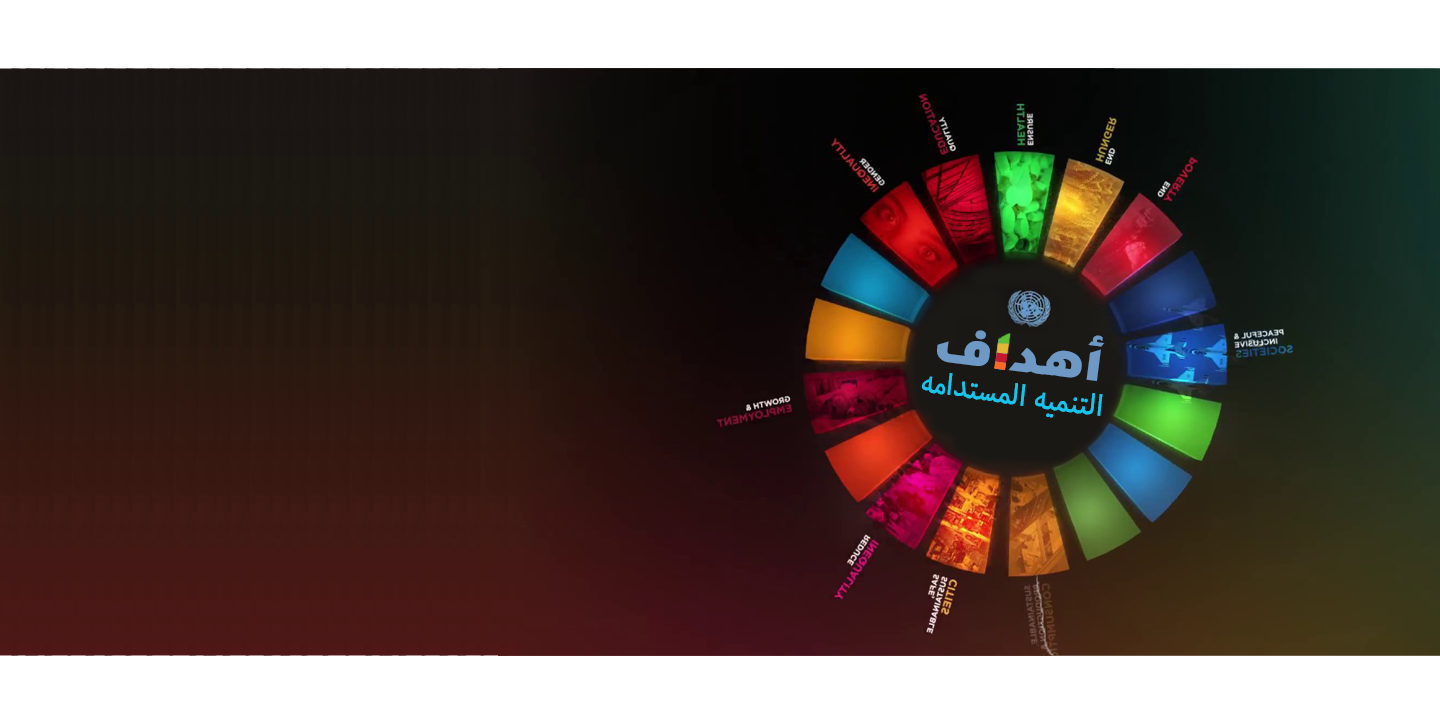 أهداف
التنميه المستدامه
END
POVERTY
END
HUNGER
ENSURE
HEALTH
QUALITY
EDUCATION
GENDER
INEQUALITY
GROWTH &
EMPLOYMENT
REDUCE
INEQUALITY
SAFE,
SUSTAINABLE
CITIES
SUSTAINABLE
PEACEFUL &
INCLUSIVE
SOCIETIES